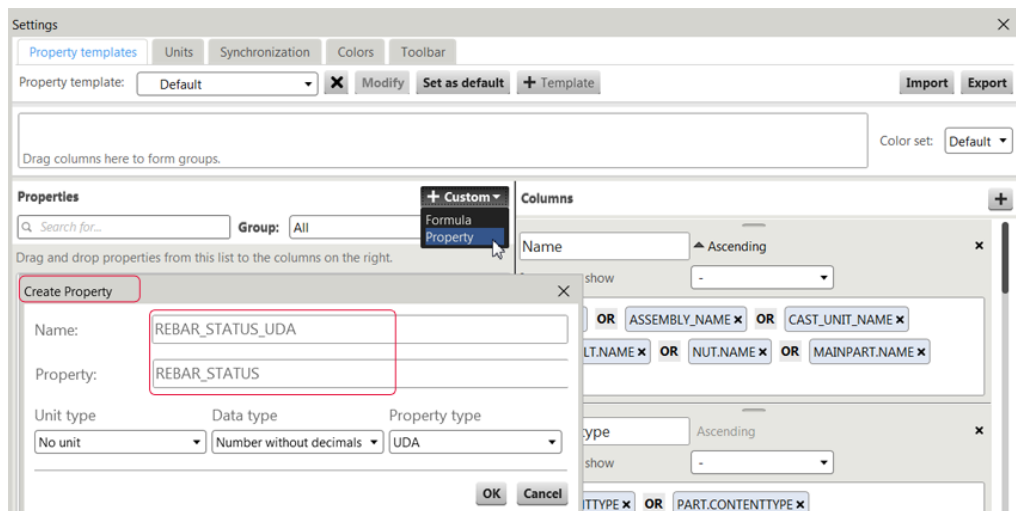 Settings
Property templates Units Synchronization Colors Toolbar
Property template: Default Modify Set as default + Template Import Export
Drag columns here to form groups.
Color set: Default
Properties + Custom Columns
Search for... Group: All Formula
Property
Name Ascending
Drag and drop properties from this list to the columns on the right.
show -
Create Property
Name: REBAR_STATUS_UDA
OR ASSEMBLY_NAME OR CAST_UNIT_NAME
LT.NAME OR NUT.NAME OR MAINPART.NAME
Property: REBAR_STATUS
Unit type Data type Property type
No unit Number without decimals UDA
ype Ascending
show -
OK Cancel
TTYPE OR PART.CONTENTTYPE